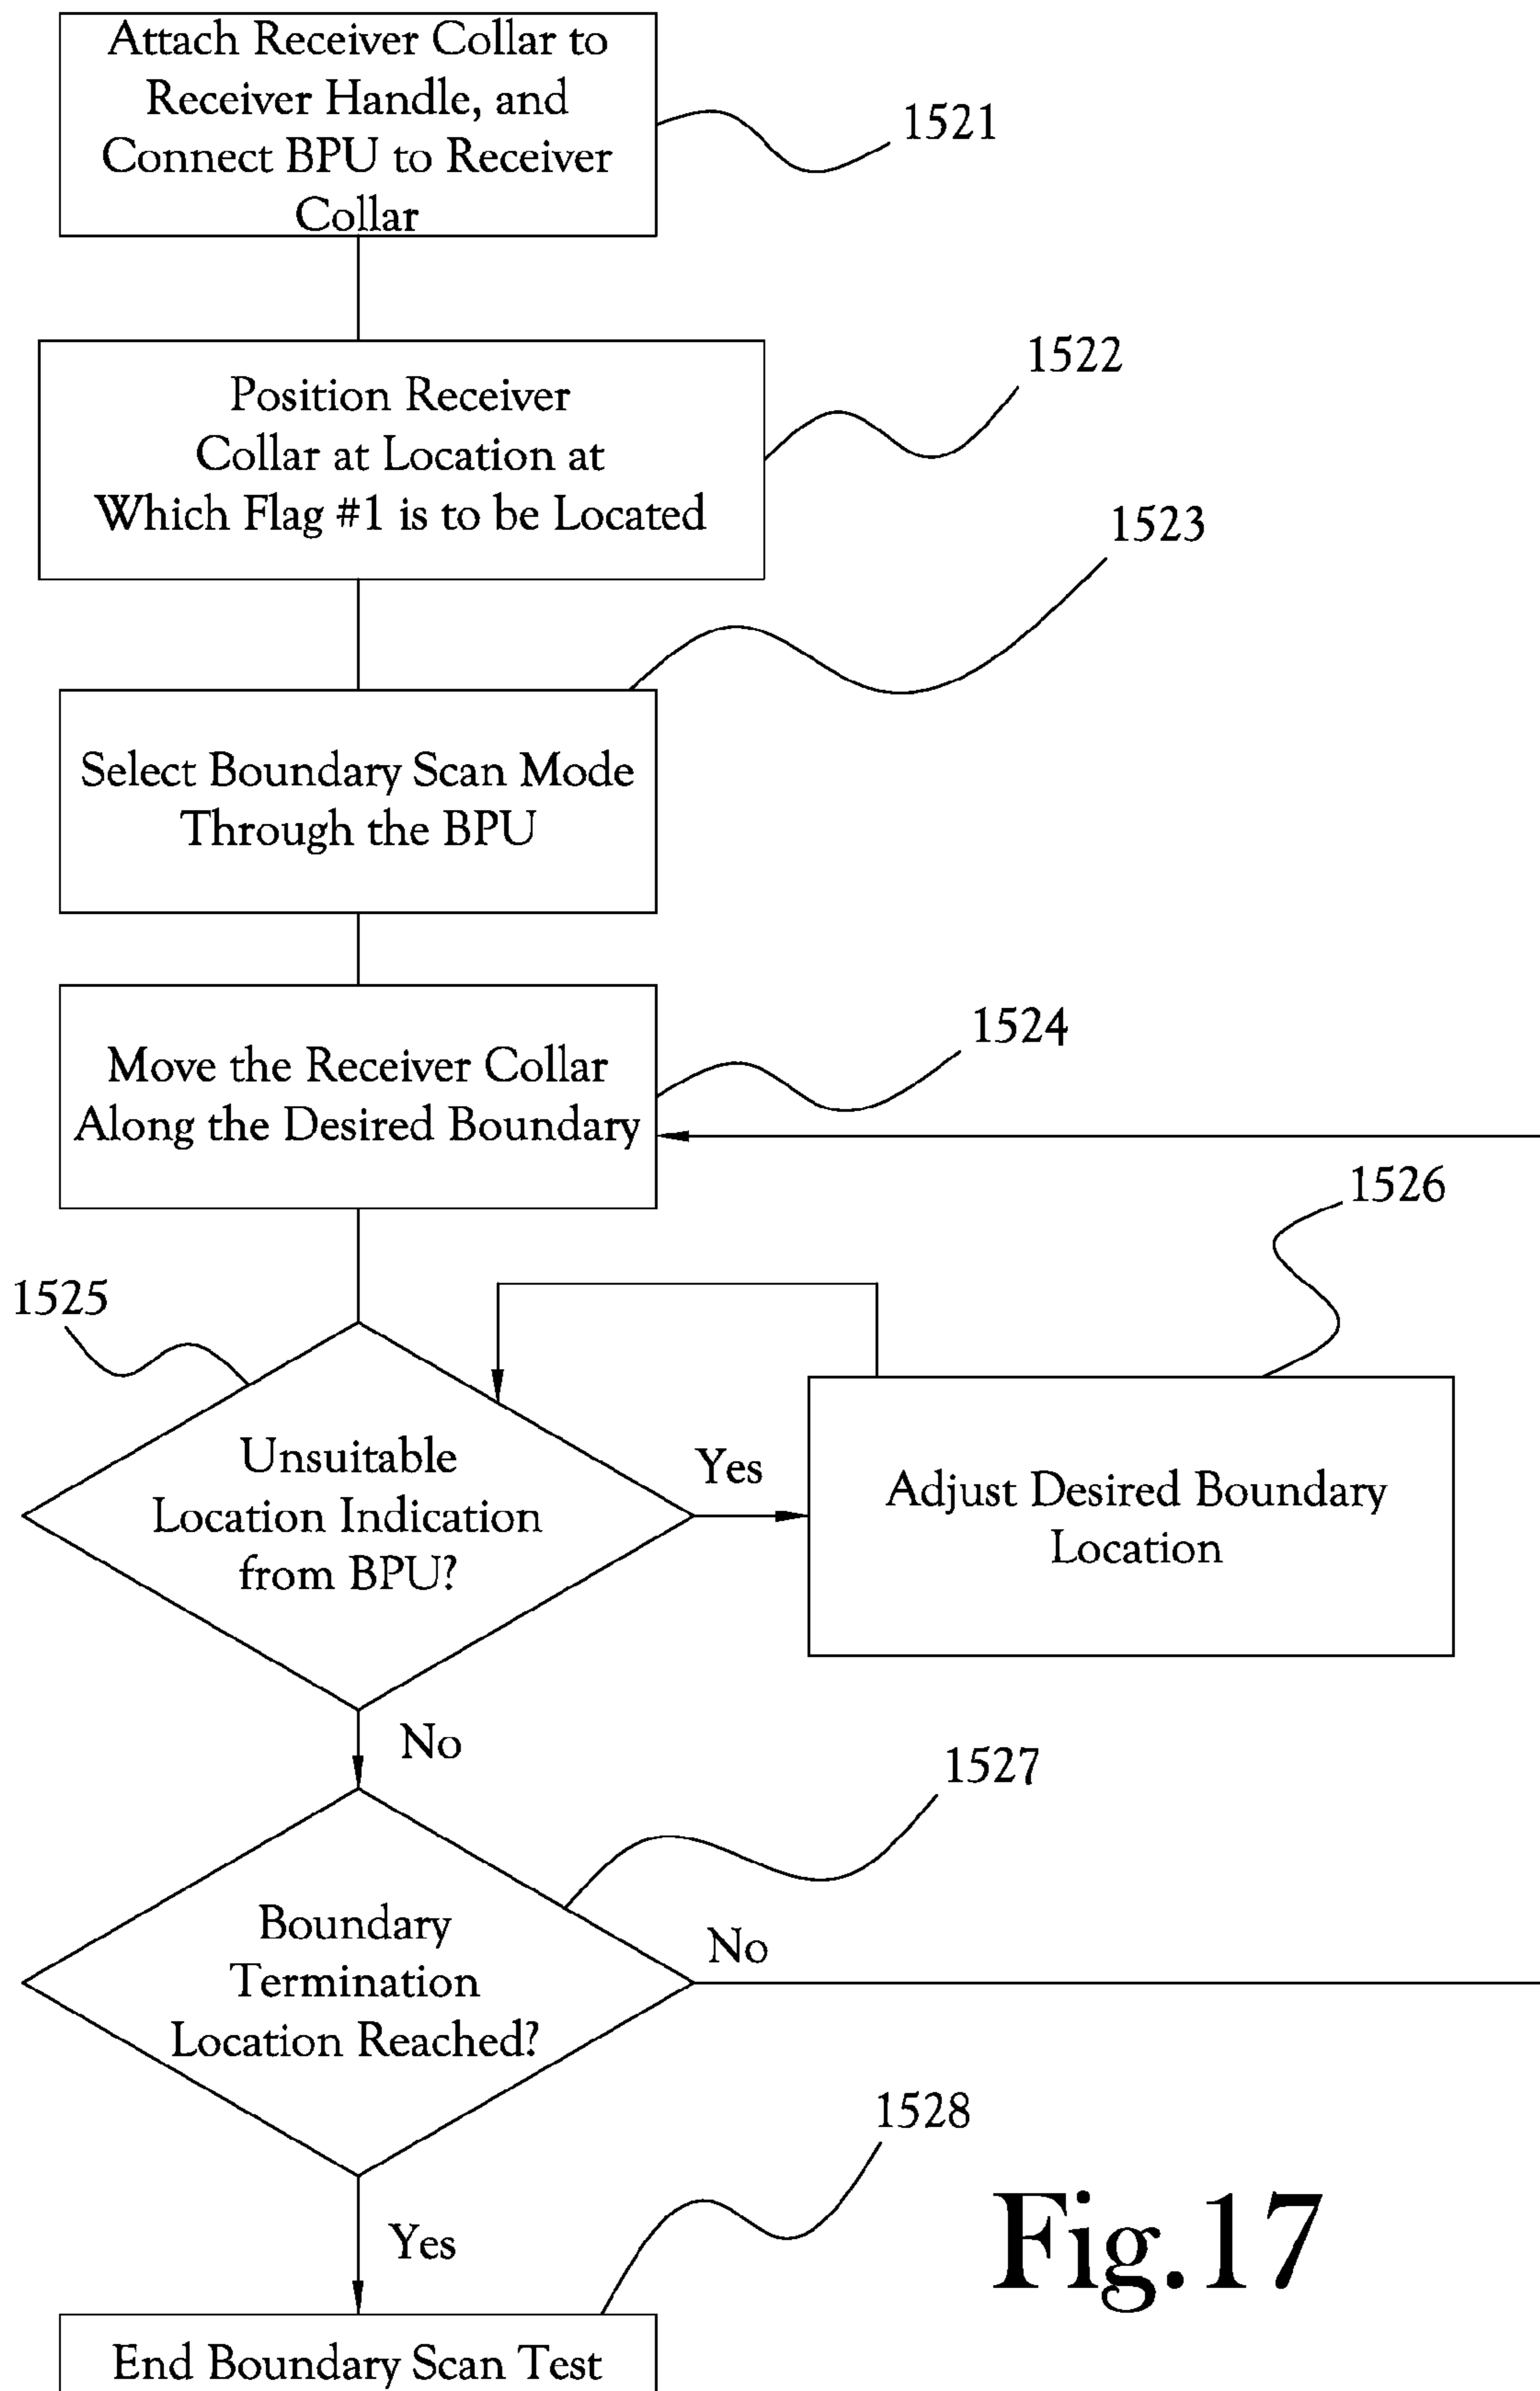 Attach Receiver Collar to
Receiver Handle, and
Connect BPU to Receiver
Collar
1521
1522
Position Receiver
Collar at Location at
Which Flag #1 is to be Located
1523
Select Boundary Scan Mode
Through the BPU
1524
Move the Receiver Collar
Along the Desired Boundary
1526
1525
Unsuitable
Location Indication
from BPU?
Yes
Adjust Desired Boundary
Location
No
1527
Boundary
Termination
Location Reached?
No
1528
Yes
Fig.17
End Boundary Scan Test